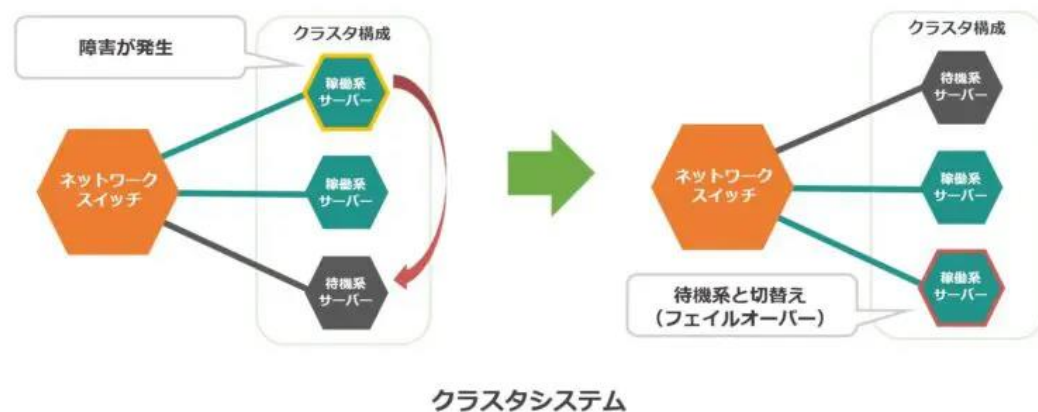 障害が発生
クラスタ構成
稼働系
サーバー
ネットワーク
スイッチ
稼働系
サーバー
待機系
サーバー
クラスタ構成
待機系
サーバー
ネットワーク
スイッチ
稼働系
サーバー
稼働系
サーバー
待機系と切替え
(フェイルオーバー)
クラスタシステム